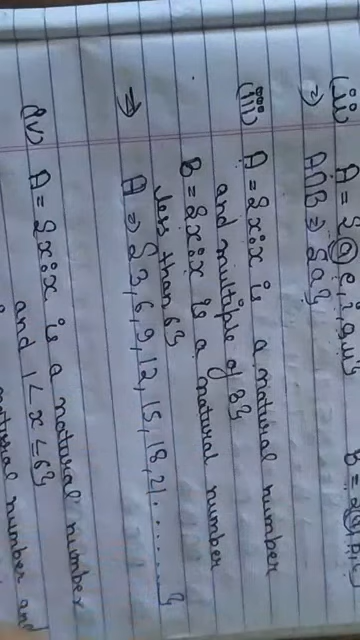 (ii) A = {a, e, i, o, u}
⇒ A∩B ⇒ {a}
(iii) A = {x : x is a natural number
and multiple of 3}
B = {x : x is a natural number
less than 6}
⇒ A ⇒ {3, 6, 9, 12, 15, 18, 21 ........}
(iv) A = {x : x is a natural number
and 1 < x ≤ 6}
natural number and